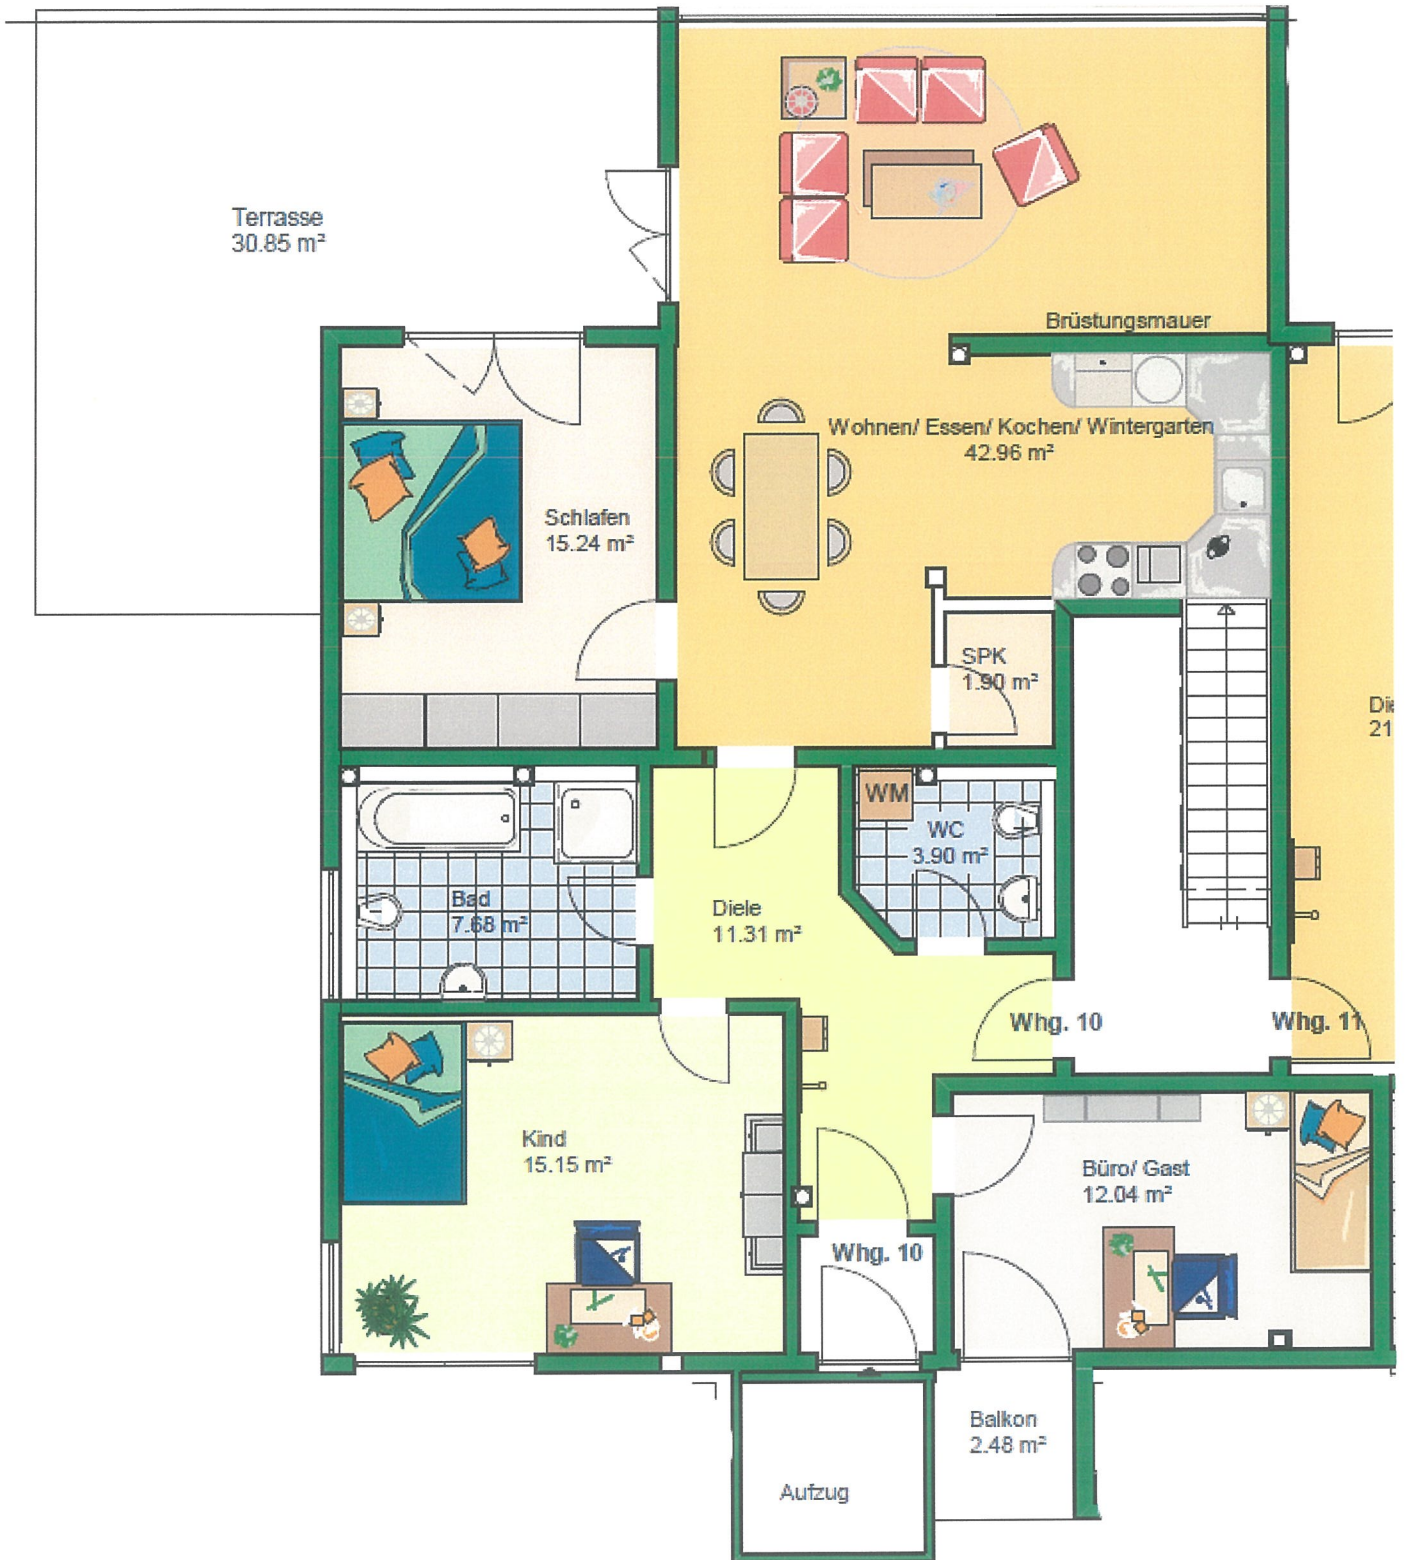 Terrasse
30.85 m²
Brüstungsmauer
Wohnen/ Essen/ Kochen/ Wintergarten
42.96 m²
Schlafen
15.24 m²
SPK
1.90 m²
Die
21
WM
WC
3.90 m²
Bad
7.68 m²
Diele
11.31 m²
Whg. 10
Whg. 11
Kind
15.15 m²
Büro/ Gast
12.04 m²
Whg. 10
Balkon
2.48 m²
Aufzug